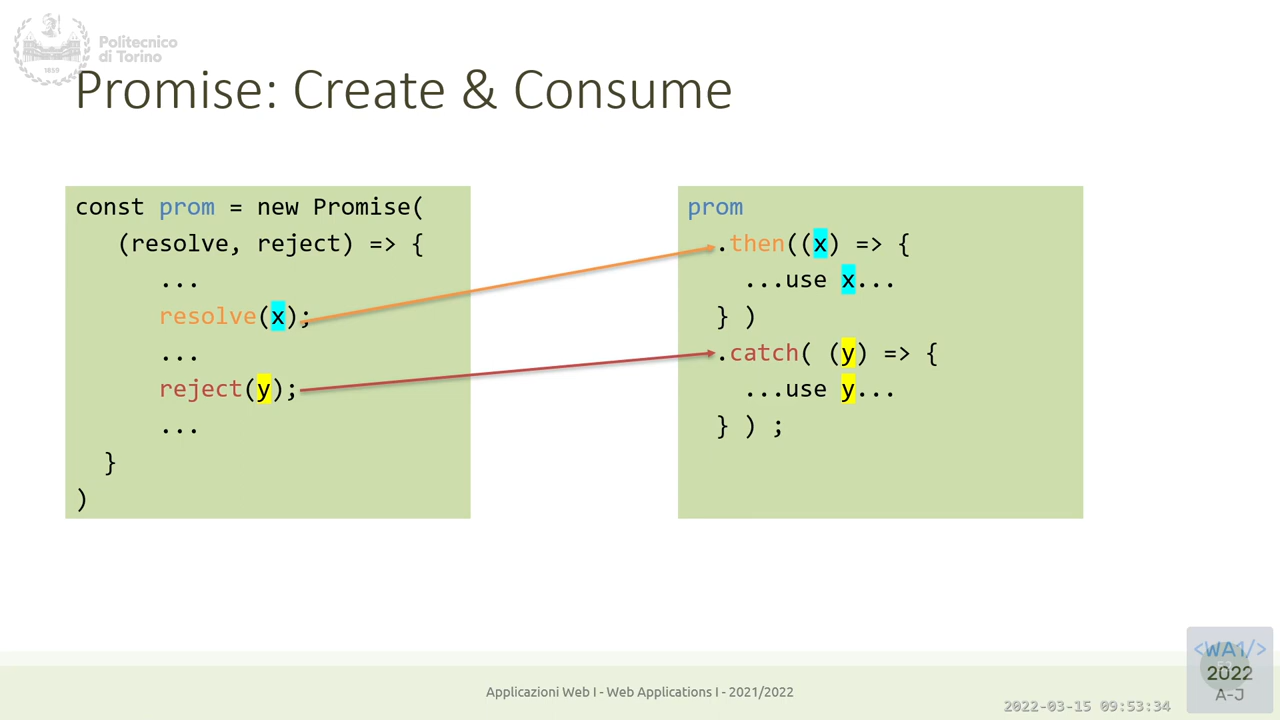 Politecnico
di Torino
1859
Promise: Create & Consume
const prom = new Promise(
(resolve, reject) => {
...
resolve(x);
...
reject(y);
...
}
)
prom
.then((x) => {
...use x...
} )
.catch( (y) => {
...use y...
} ) ;
Applicazioni Web I - Web Applications I - 2021/2022
2022-03-15 09:53:34
<WA1/>
2022
A-J